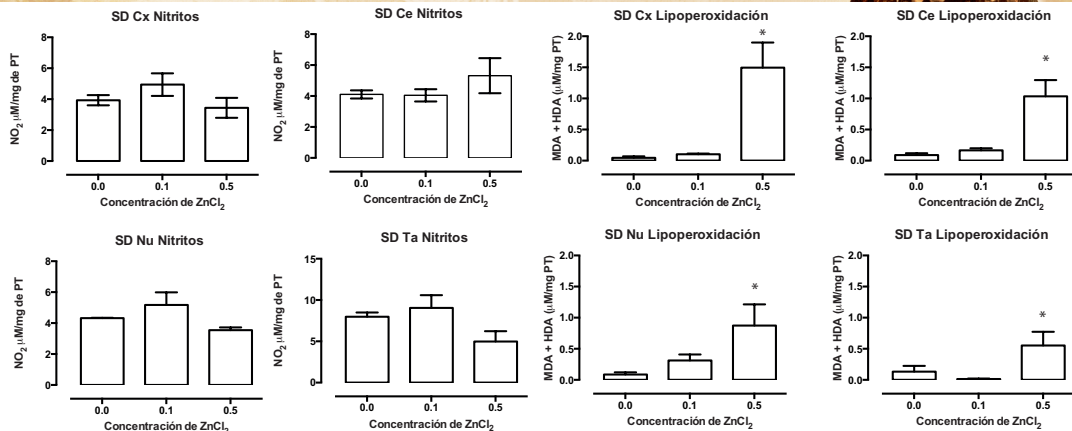 SD Cx Nitritos
NO2 μM/mg de PT
8
6
4
2
0
0.0 0.1 0.5
Concentración de ZnCl2
SD Ce Nitritos
NO2 μM/mg de PT
8
6
4
2
0
0.0 0.1 0.5
Concentración de ZnCl2
SD Cx Lipoperoxidación
MDA + HDA (μM/mg PT)
2.0
1.5
1.0
0.5
0.0
*
0.0 0.1 0.5
Concentración de ZnCl2
SD Ce Lipoperoxidación
MDA + HDA (μM/mg PT)
2.0
1.5
1.0
0.5
0.0
*
0.0 0.1 0.5
Concentración de ZnCl2
SD Nu Nitritos
NO2 μM/mg de PT
8
6
4
2
0
0.0 0.1 0.5
Concentración de ZnCl2
SD Ta Nitritos
NO2 μM/mg de PT
15
10
5
0
0.0 0.1 0.5
Concentración de ZnCl2
SD Nu Lipoperoxidación
MDA + HDA (μM/mg PT)
2.0
1.5
1.0
0.5
0.0
*
0.0 0.1 0.5
Concentración de ZnCl2
SD Ta Lipoperoxidación
MDA + HDA (μM/mg PT)
2.0
1.5
1.0
0.5
0.0
*
0.0 0.1 0.5
Concentración de ZnCl2